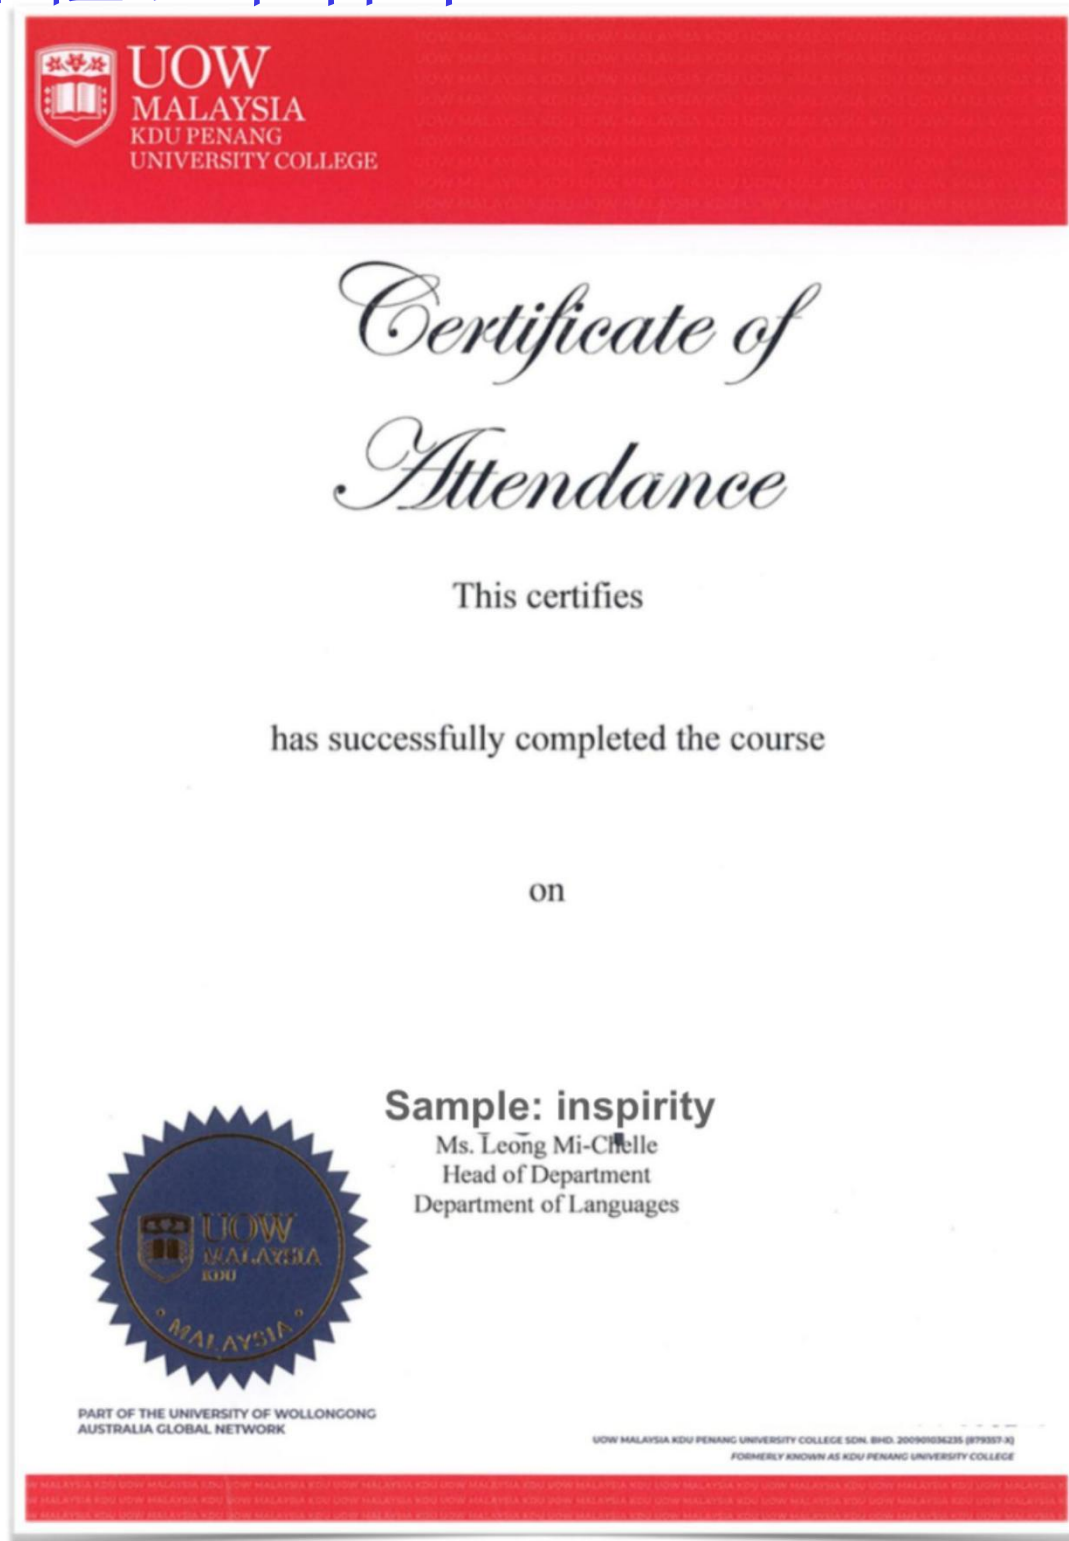 UOW
MALAYSIA
KDU PENANG
UNIVERSITY COLLEGE
Certificate of
Attendance
This certifies
has successfully completed the course
on
Sample: inspirity
Ms. Leong Mi-Chelle
Head of Department
Department of Languages
UOW
MALAYSIA
KDU
• MALAYSIA •
PART OF THE UNIVERSITY OF WOLLONGONG
AUSTRALIA GLOBAL NETWORK
UOW MALAYSIA KDU PENANG UNIVERSITY COLLEGE SDN. BHD. 200901036235 (879357-X)
FORMERLY KNOWN AS KDU PENANG UNIVERSITY COLLEGE